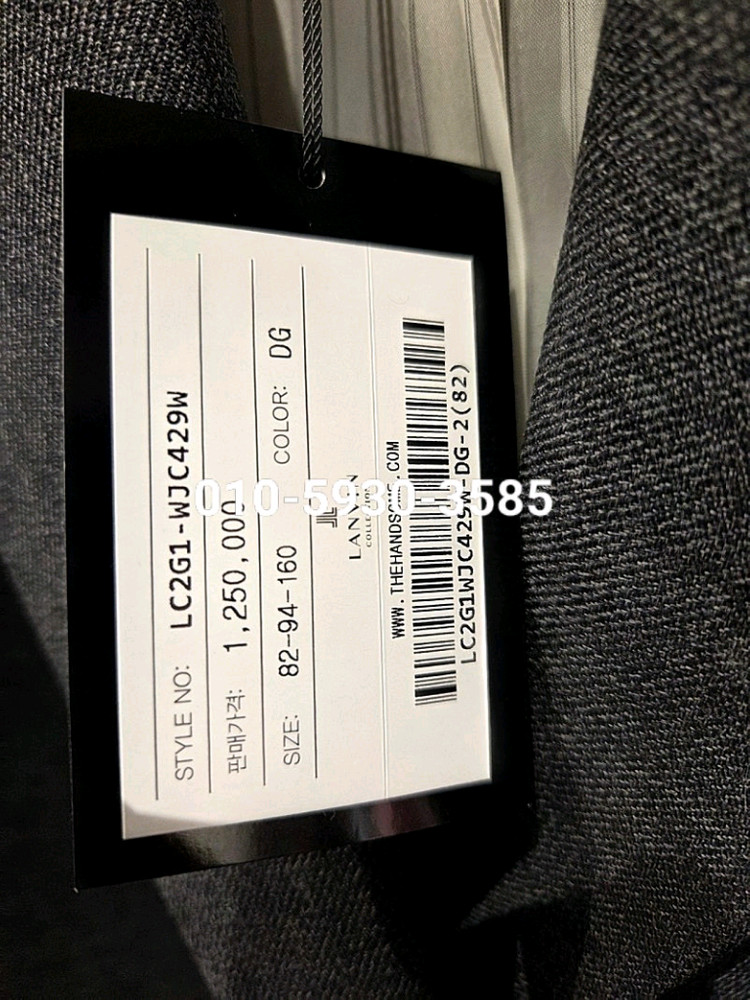 STYLE NO: LC2G1-WJC429W
판매가격: 1,250,000
SIZE: 82-94-160 COLOR: DG
LANVIN
COLLECTION
WWW.THEHANDSOME.COM
LC2G1WJC429W-DG-2(82)
010-5930-3585